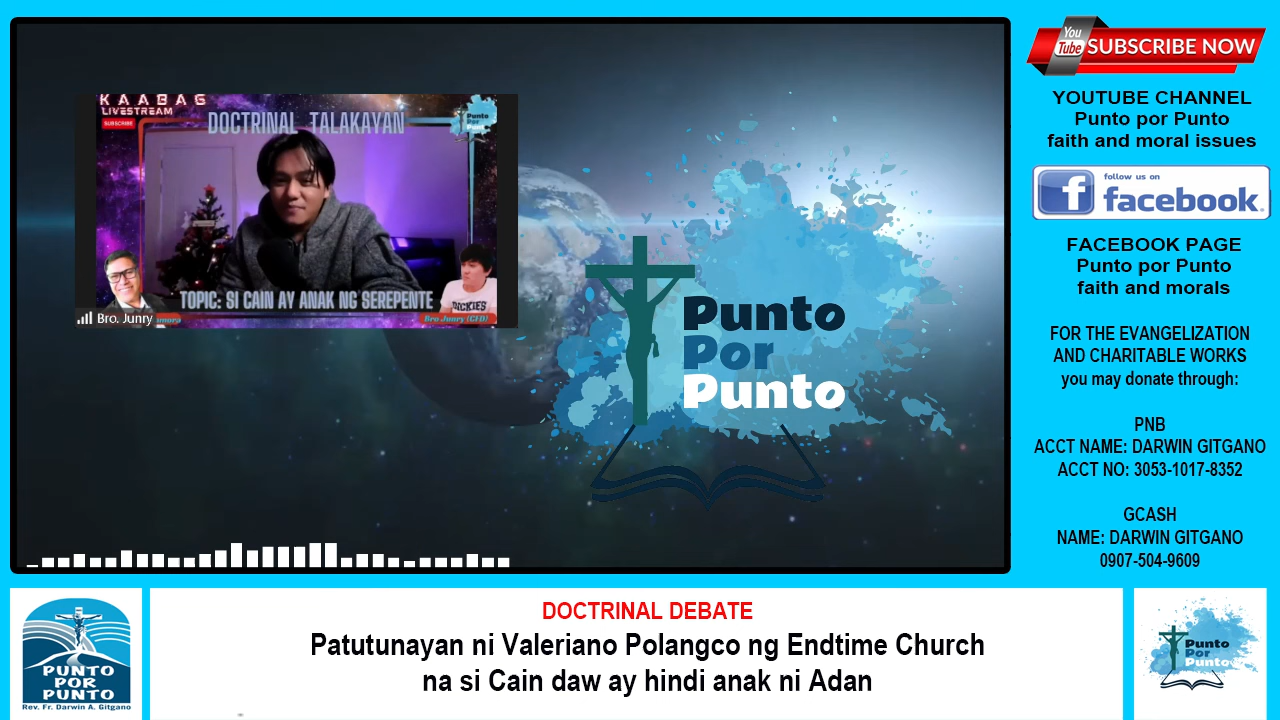 KAABAG
LIVESTREAM
SUBSCRIBE
DOCTRINAL TALAKAYAN
Punto
Por
Punto
DICKIES
TOPIC: SI CAIN AY ANAK NG SEREPENTE
Bro. Junry
Bro Junry (CFD)
Punto
Por
Punto
You
Tube
SUBSCRIBE NOW
YOUTUBE CHANNEL
Punto por Punto
faith and moral issues
follow us on
facebook
FACEBOOK PAGE
Punto por Punto
faith and morals
FOR THE EVANGELIZATION
AND CHARITABLE WORKS
you may donate through:
PNB
ACCT NAME: DARWIN GITGANO
ACCT NO: 3053-1017-8352
GCASH
NAME: DARWIN GITGANO
0907-504-9609
PUNTO
POR
PUNTO
Rev. Fr. Darwin A. Gitgano
DOCTRINAL DEBATE
Patutunayan ni Valeriano Polangco ng Endtime Church
na si Cain daw ay hindi anak ni Adan
Punto
Por
Punto